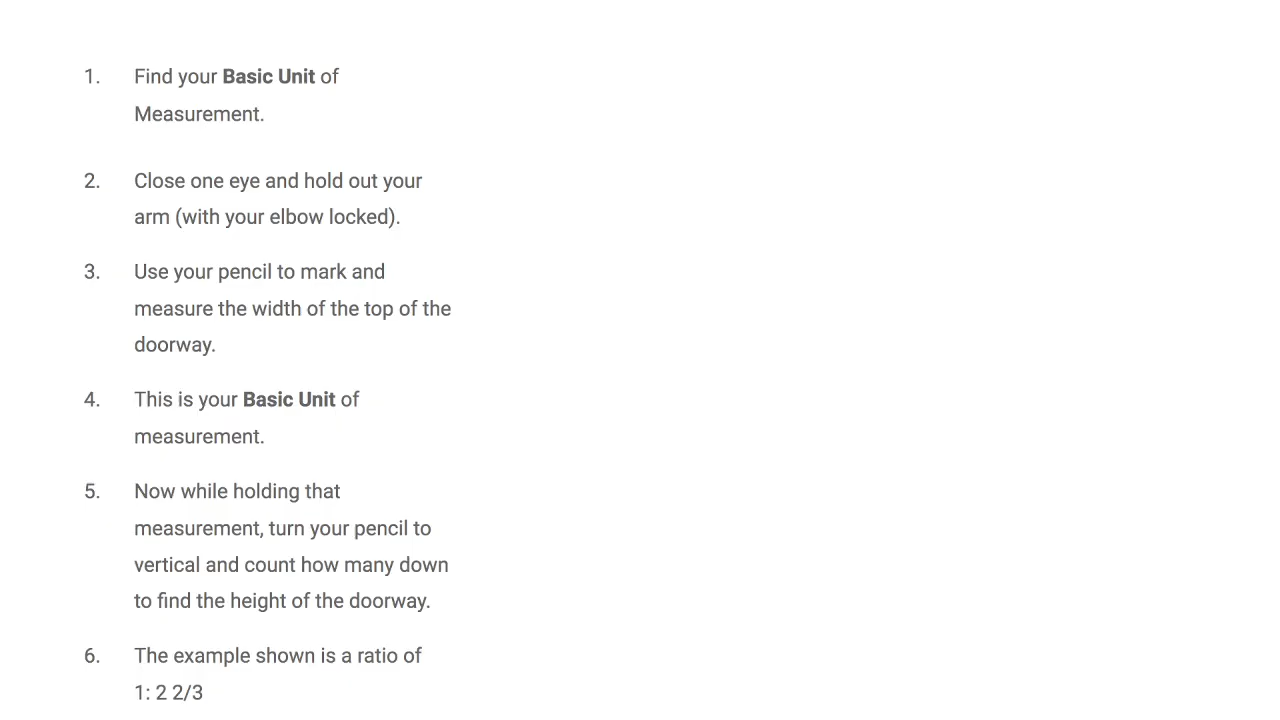 1. Find your Basic Unit of
Measurement.
2. Close one eye and hold out your
arm (with your elbow locked).
3. Use your pencil to mark and
measure the width of the top of the
doorway.
4. This is your Basic Unit of
measurement.
5. Now while holding that
measurement, turn your pencil to
vertical and count how many down
to find the height of the doorway.
6. The example shown is a ratio of
1: 2 2/3